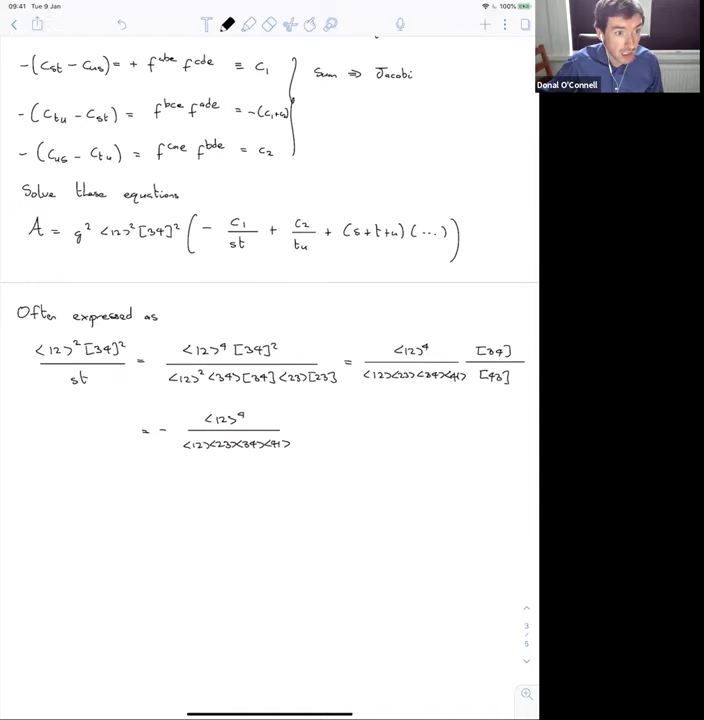 09:41 Tue 9 Jan
100%
Donal O'Connell
-(C_st - C_us) = + f^abe f^cde ≡ c_1
Sum ⇒ Jacobi
-(C_tu - C_st) = f^bce f^ade = -(c_1+c_2)
-(C_us - C_tu) = f^cae f^bde = c_2
Solve these equations
A = g^2 <12>^2 [34]^2 ( - c_1/st + c_2/tu + (s+t+u)(...) )
Often expressed as
<12>^2 [34]^2 / st = <12>^4 [34]^2 / <12>^2 <34>[34] <23>[23] = <12>^4 / <12><23><34><41> [34] / [43]
= - <12>^4 / <12><23><34><41>
3
/
5